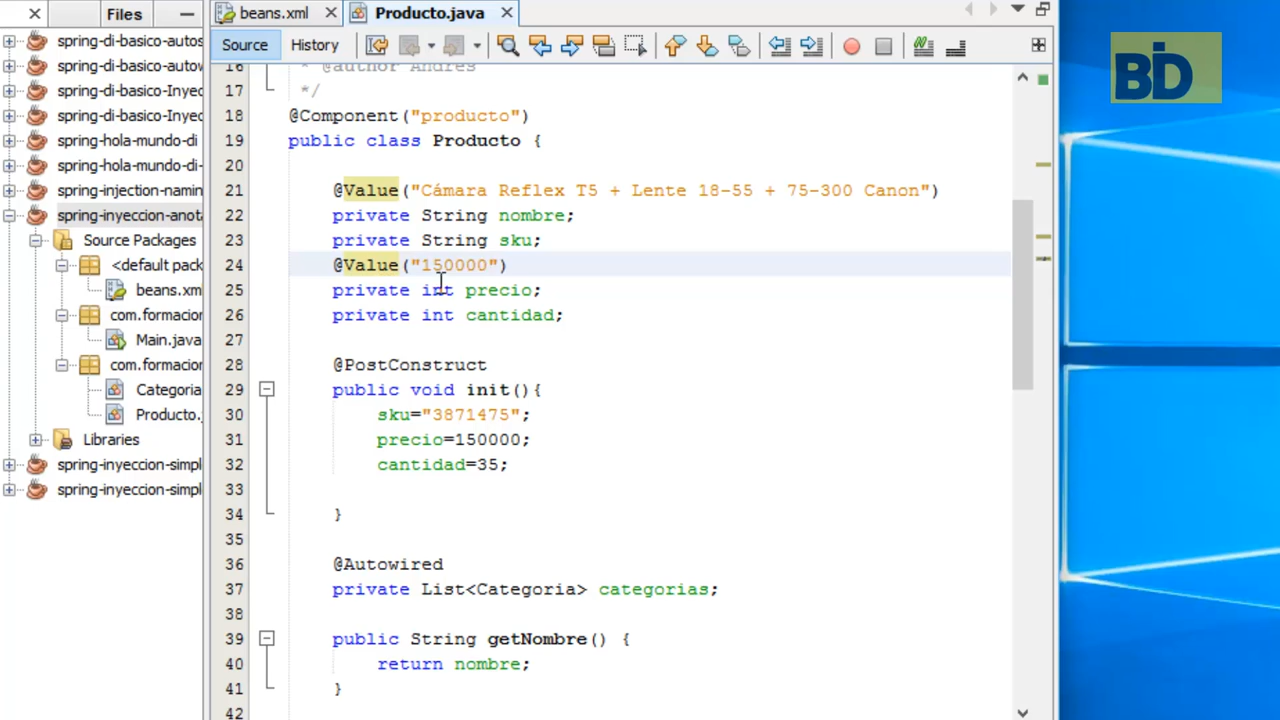 Files
beans.xml
Producto.java
Source
History
BD
spring-di-basico-autos
spring-di-basico-autow
spring-di-basico-Inyec
spring-di-basico-Inyec
spring-hola-mundo-di
spring-hola-mundo-di-
spring-injection-namin
spring-inyeccion-anota
Source Packages
<default pack
beans.xml
com.formacion
Main.java
com.formacion
Categoria
Producto.
Libraries
spring-inyeccion-simpl
spring-inyeccion-simpl
16 * @author Andres
17 */
18 @Component("producto")
19 public class Producto {
20
21 @Value("Cámara Reflex T5 + Lente 18-55 + 75-300 Canon")
22 private String nombre;
23 private String sku;
24 @Value("150000")
25 private int precio;
26 private int cantidad;
27
28 @PostConstruct
29 public void init(){
30 sku="3871475";
31 precio=150000;
32 cantidad=35;
33
34 }
35
36 @Autowired
37 private List<Categoria> categorias;
38
39 public String getNombre() {
40 return nombre;
41 }
42